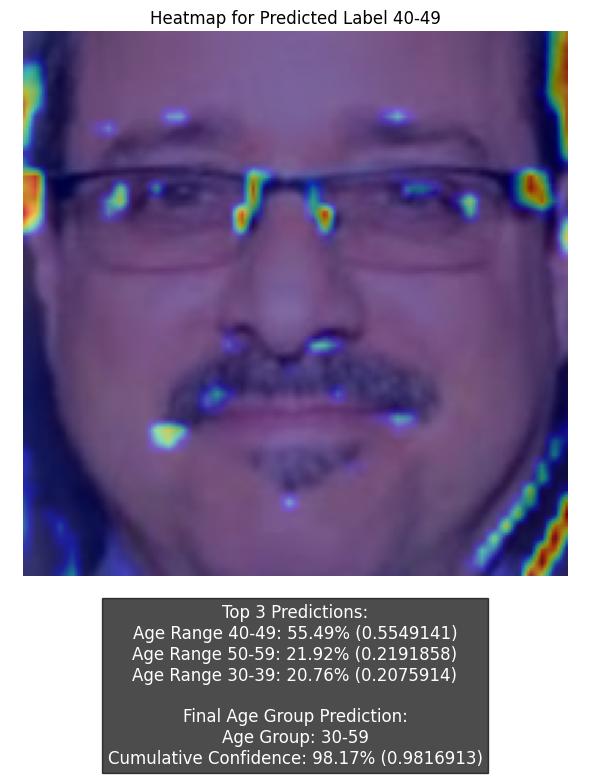 Heatmap for Predicted Label 40-49
Top 3 Predictions:
Age Range 40-49: 55.49% (0.5549141)
Age Range 50-59: 21.92% (0.2191858)
Age Range 30-39: 20.76% (0.2075914)
Final Age Group Prediction:
Age Group: 30-59
Cumulative Confidence: 98.17% (0.9816913)